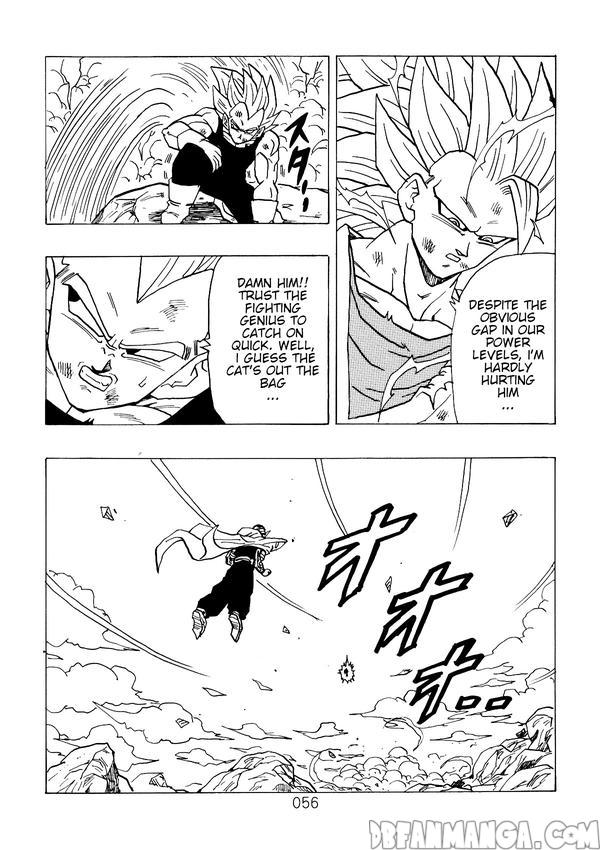 DESPITE THE
OBVIOUS
GAP IN OUR
POWER
LEVELS, I'M
HARDLY
HURTING
HIM
...
スタ
DAMN HIM!!
TRUST THE
FIGHTING
GENIUS TO
CATCH ON
QUICK. WELL,
I GUESS THE
CAT'S OUT THE
BAG
...
オオオ
056
DBFANMANGA.COM